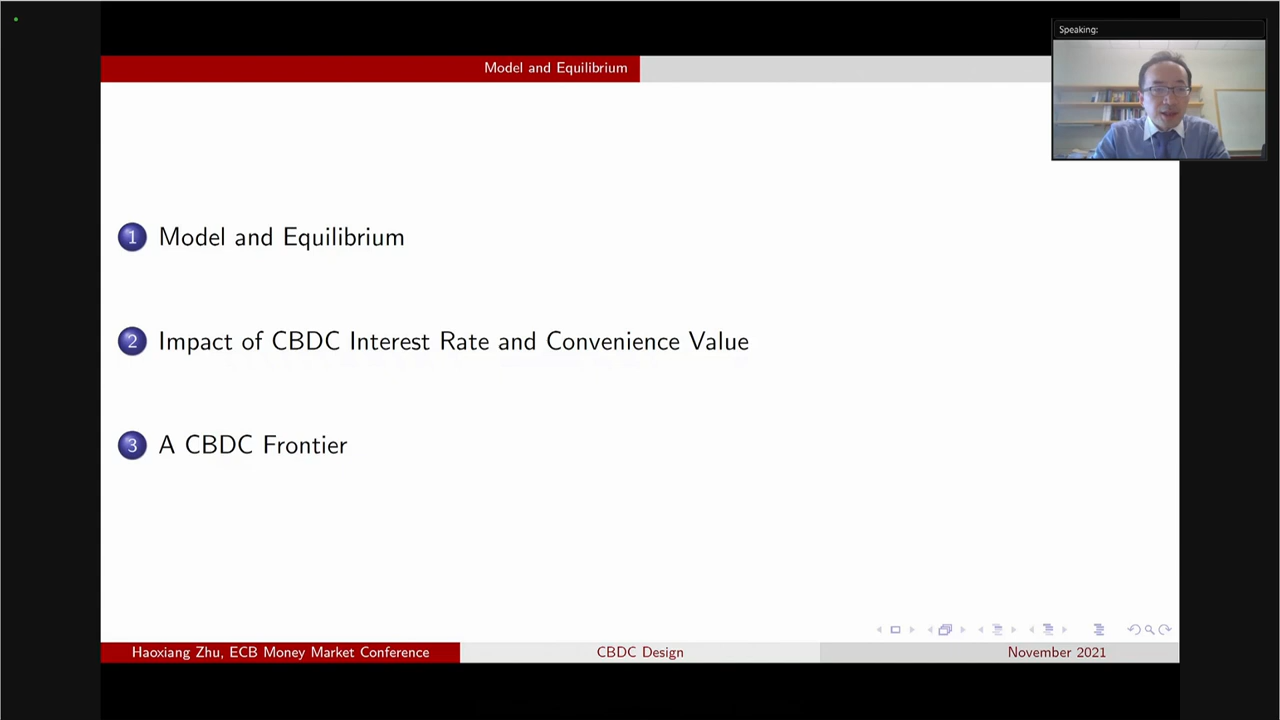 Speaking:
Model and Equilibrium
1 Model and Equilibrium
2 Impact of CBDC Interest Rate and Convenience Value
3 A CBDC Frontier
Haoxiang Zhu, ECB Money Market Conference CBDC Design November 2021